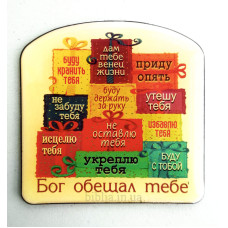 дам
тебе
венец
жизни
буду
хранить
тебя
приду
опять
буду
держать
за руку
не
забуду
тебя
утешу
тебя
не
оставлю
тебя
избавлю
тебя
исцелю
тебя
укреплю
тебя
буду
с тобой
Бог обещал тебе